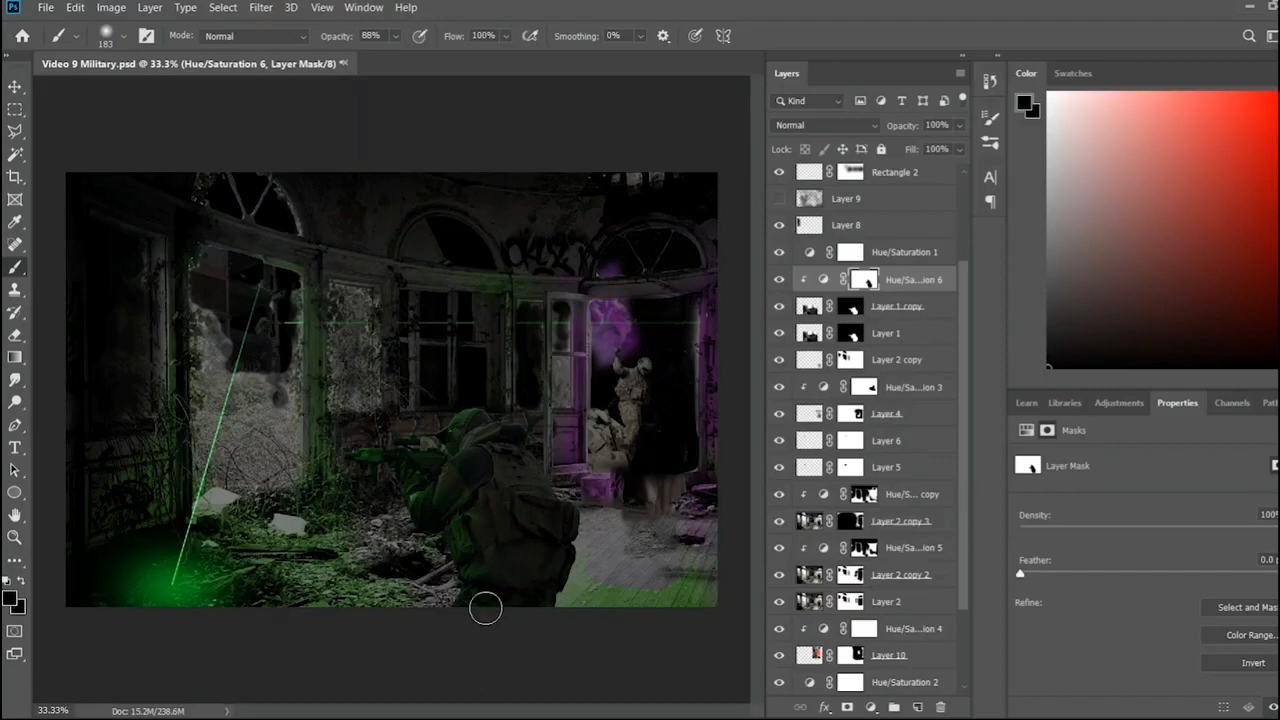 Ps File Edit Image Layer Type Select Filter 3D View Window Help
183 Mode: Normal Opacity: 88% Flow: 100% Smoothing: 0%
Video 9 Military.psd @ 33.3% (Hue/Saturation 6, Layer Mask/8) *
Layers
Kind
Normal Opacity: 100%
Lock: Fill: 100%
Rectangle 2
Layer 9
Layer 8
Hue/Saturation 1
Hue/Sa...ion 6
Layer 1 copy
Layer 1
Layer 2 copy
Hue/Sa...ion 3
Layer 4
Layer 6
Layer 5
Hue/S... copy
Layer 2 copy 3
Hue/Sa...ion 5
Layer 2 copy 2
Layer 2
Hue/Sa...ion 4
Layer 10
Hue/Saturation 2
Color Swatches
Learn Libraries Adjustments Properties Channels Pat
Masks
Layer Mask
Density: 100%
Feather: 0.0 p
Refine:
Select and Mas
Color Range...
Invert
33.33% Doc: 15.2M/238.6M